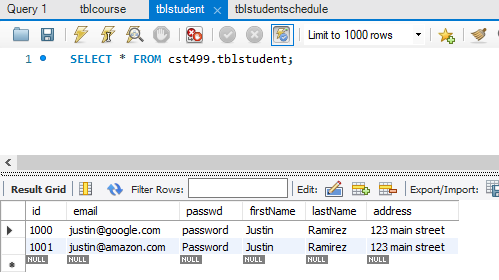 Query 1 tblcourse tblstudent tblstudentschedule
Limit to 1000 rows
1 SELECT * FROM cst499.tblstudent;
Result Grid Filter Rows: Edit: Export/Import:
id email passwd firstName lastName address
1000 justin@google.com password Justin Ramirez 123 main street
1001 justin@amazon.com Password Justin Ramirez 123 main street
NULL NULL NULL NULL NULL NULL